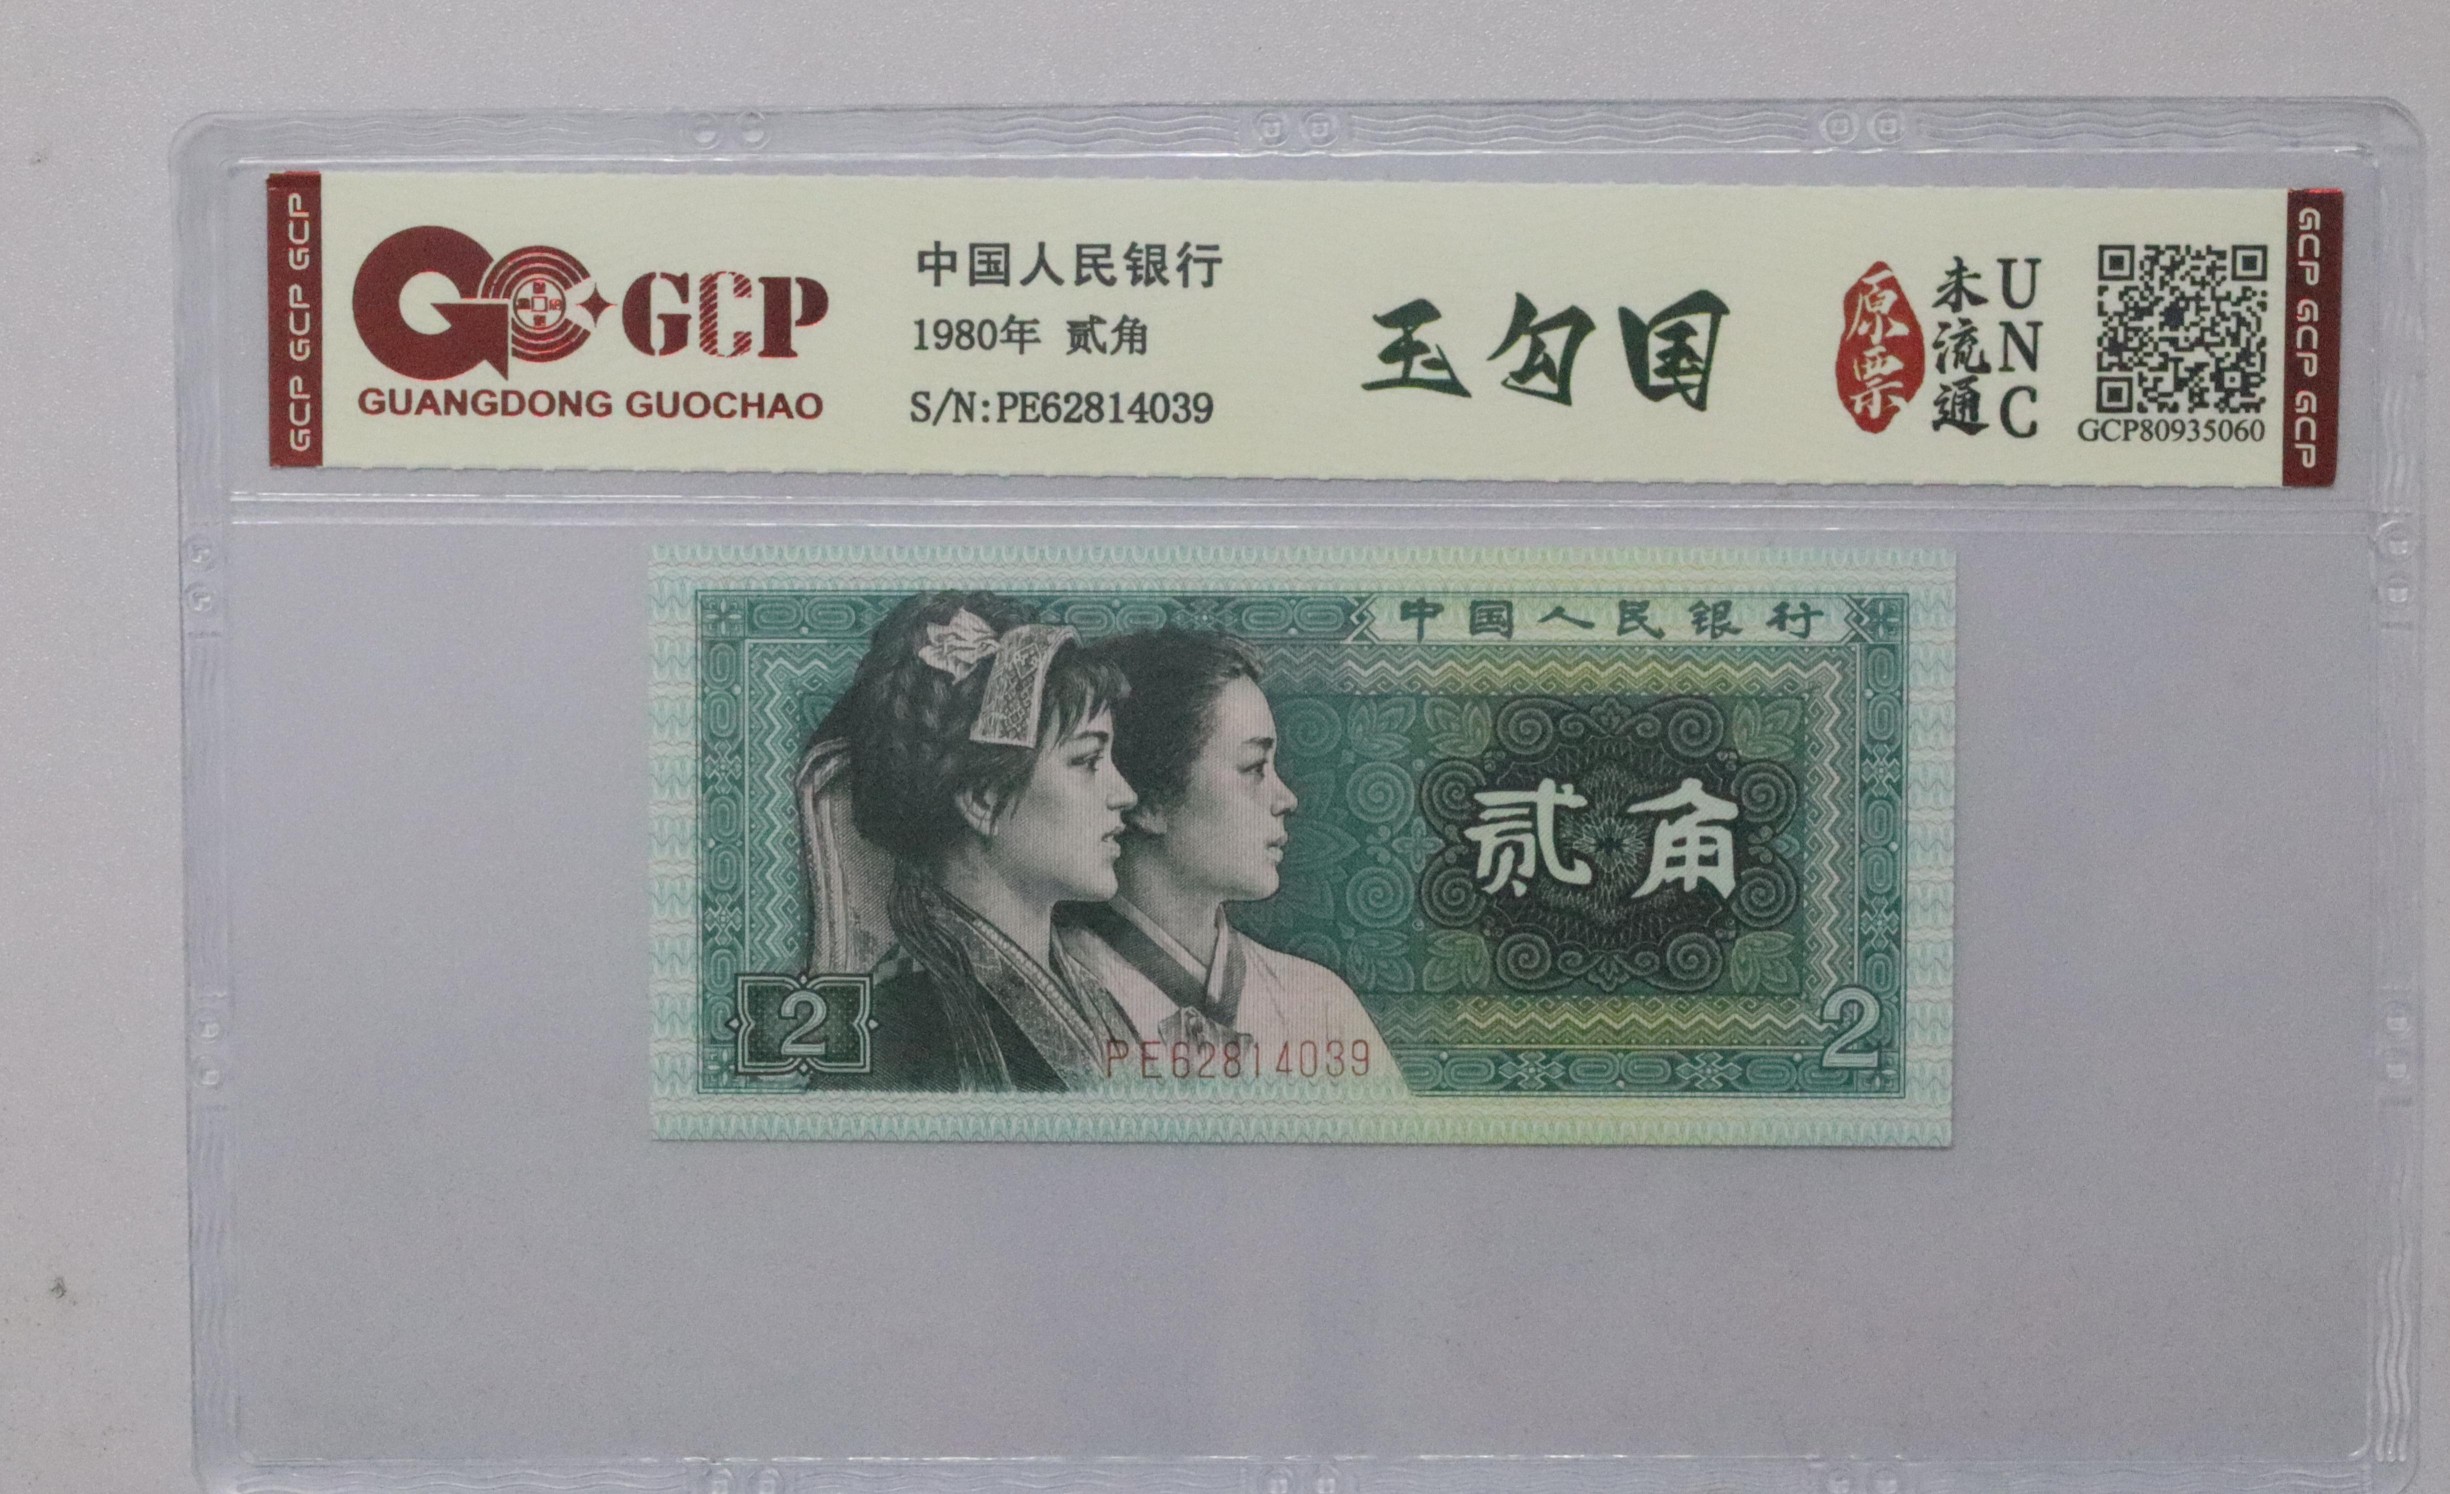 GCP GCP GCP
GCP
GUANGDONG GUOCHAO
中国人民银行
1980年 贰角
S/N:PE62814039
玉勾国
原票
未流通
UNC
GCP80935060
GCP GCP GCP
中国人民银行
贰角
2
PE62814039
2